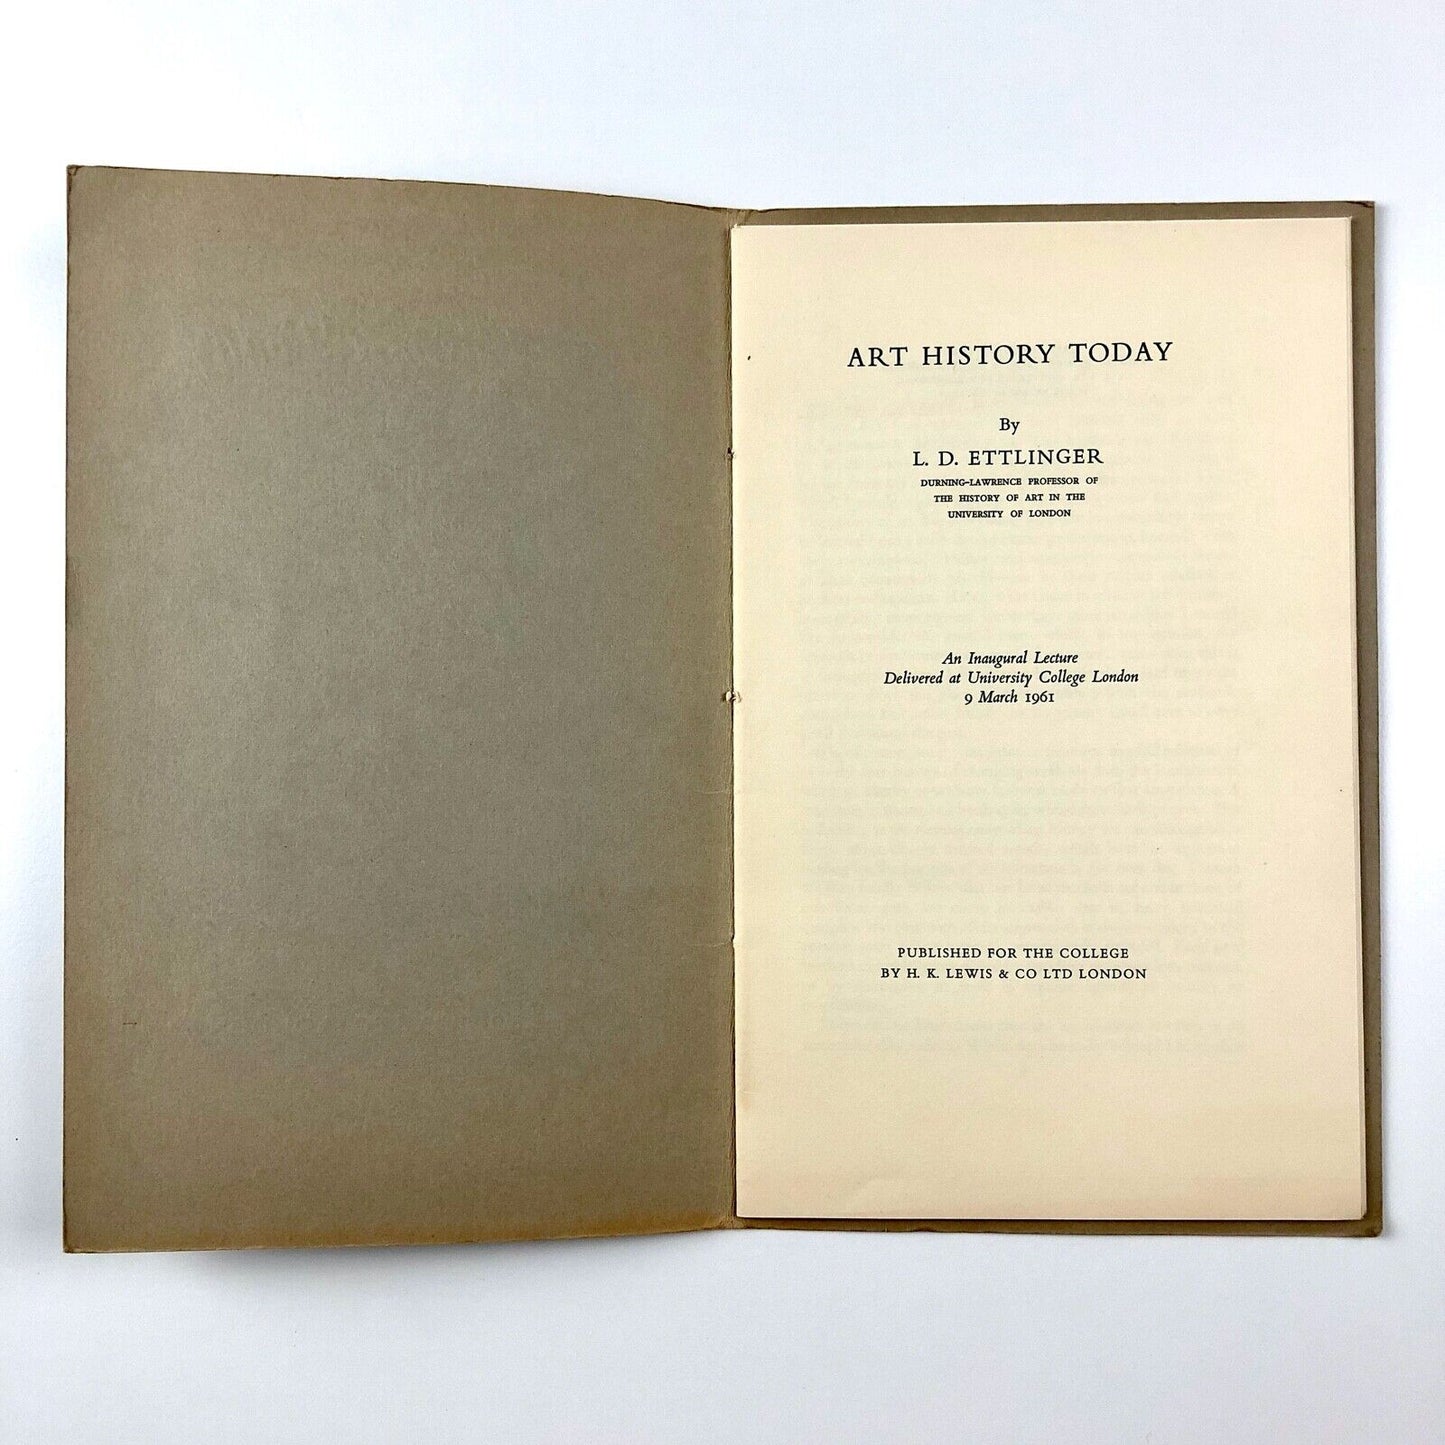 ART HISTORY TODAY
By
L. D. ETTLINGER
DURNING-LAWRENCE PROFESSOR OF
THE HISTORY OF ART IN THE
UNIVERSITY OF LONDON
An Inaugural Lecture
Delivered at University College London
9 March 1961
PUBLISHED FOR THE COLLEGE
BY H. K. LEWIS & CO LTD LONDON